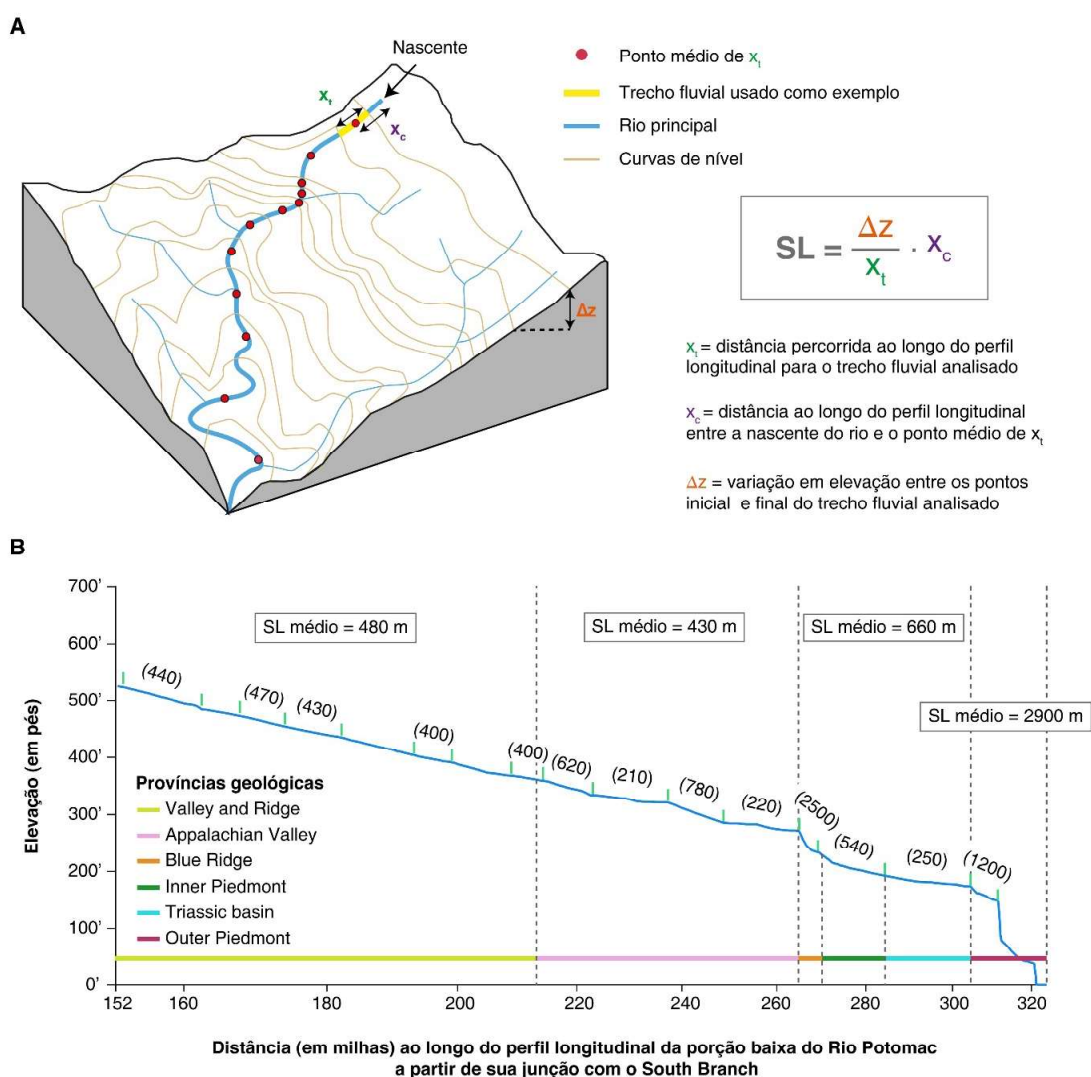 A
Nascente
xt
xc
Δz
Ponto médio de xt
Trecho fluvial usado como exemplo
Rio principal
Curvas de nível
SL = Δz / xt · xc
xt = distância percorrida ao longo do perfil
longitudinal para o trecho fluvial analisado
xc = distância ao longo do perfil longitudinal
entre a nascente do rio e o ponto médio de xt
Δz = variação em elevação entre os pontos
inicial e final do trecho fluvial analisado
B
Elevação (em pés)
700'
600'
500'
400'
300'
200'
100'
0'
SL médio = 480 m
SL médio = 430 m
SL médio = 660 m
SL médio = 2900 m
(440)
(470)
(430)
(400)
(400)
(620)
(210)
(780)
(220)
(2500)
(540)
(250)
(1200)
Províncias geológicas
Valley and Ridge
Appalachian Valley
Blue Ridge
Inner Piedmont
Triassic basin
Outer Piedmont
152 160 180 200 220 240 260 280 300 320
Distância (em milhas) ao longo do perfil longitudinal da porção baixa do Rio Potomac
a partir de sua junção com o South Branch